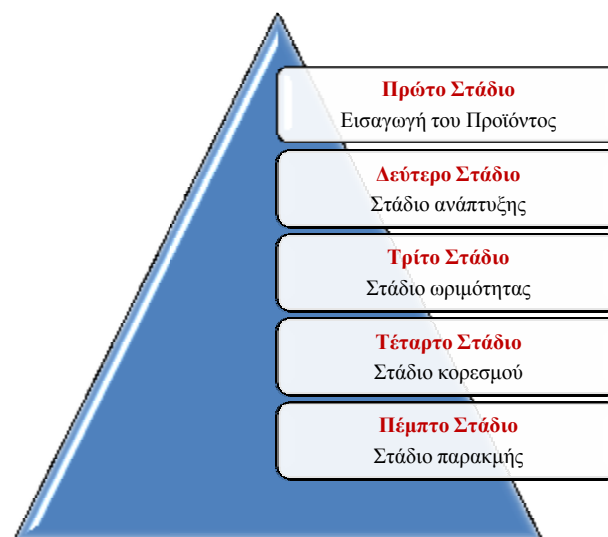 Πρώτο Στάδιο
Εισαγωγή του Προϊόντος
Δεύτερο Στάδιο
Στάδιο ανάπτυξης
Τρίτο Στάδιο
Στάδιο ωριμότητας
Τέταρτο Στάδιο
Στάδιο κορεσμού
Πέμπτο Στάδιο
Στάδιο παρακμής